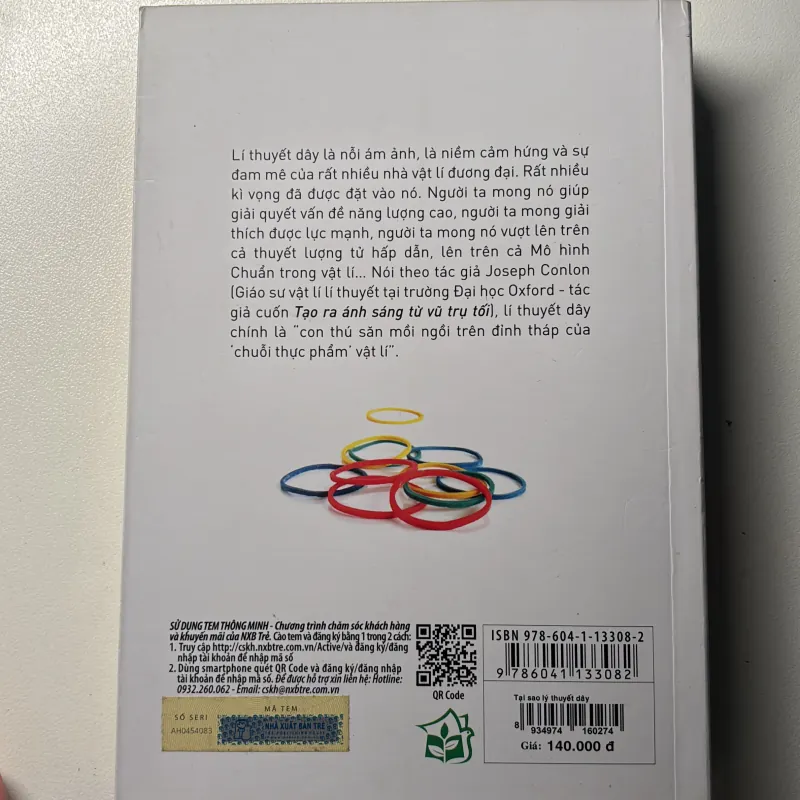 Lí thuyết dây là nỗi ám ảnh, là niềm cảm hứng và sự
đam mê của rất nhiều nhà vật lí đương đại. Rất nhiều
kì vọng đã được đặt vào nó. Người ta mong nó giúp
giải quyết vấn đề năng lượng cao, người ta mong giải
thích được lực mạnh, người ta mong nó vượt lên trên
cả thuyết lượng tử hấp dẫn, lên trên cả Mô hình
Chuẩn trong vật lí... Nói theo tác giả Joseph Conlon
(Giáo sư vật lí lí thuyết tại trường Đại học Oxford - tác
giả cuốn Tạo ra ánh sáng từ vũ trụ tối), lí thuyết dây
chính là "con thú săn mồi ngồi trên đỉnh tháp của
'chuỗi thực phẩm' vật lí".
SỬ DỤNG TEM THÔNG MINH - Chương trình chăm sóc khách hàng
và khuyến mãi của NXB Trẻ. Cào tem và đăng ký bằng 1 trong 2 cách:
1. Truy cập http://cskh.nxbtre.com.vn/Active/và đăng ký/đăng
nhập tài khoản để nhập mã số
2. Dùng smartphone quét QR Code và đăng ký/đăng nhập
tài khoản để nhập mã số. Để được hỗ trợ xin liên hệ: Hotline:
0932.260.062 - Email: cskh@nxbtre.com.vn
SỐ SERI
AH0454083
MÃ TEM
NHÀ XUẤT BẢN TRẺ
QR Code
ISBN 978-604-1-13308-2
9 786041 133082
Tại sao lý thuyết dây
8 934974 160274
Giá: 140.000 đ